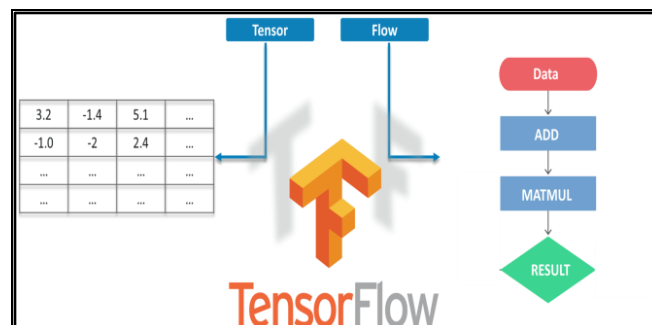 Tensor
Flow
3.2 -1.4 5.1 ...
-1.0 -2 2.4 ...
... ... ... ...
... ... ... ...
Data
ADD
MATMUL
RESULT
TensorFlow